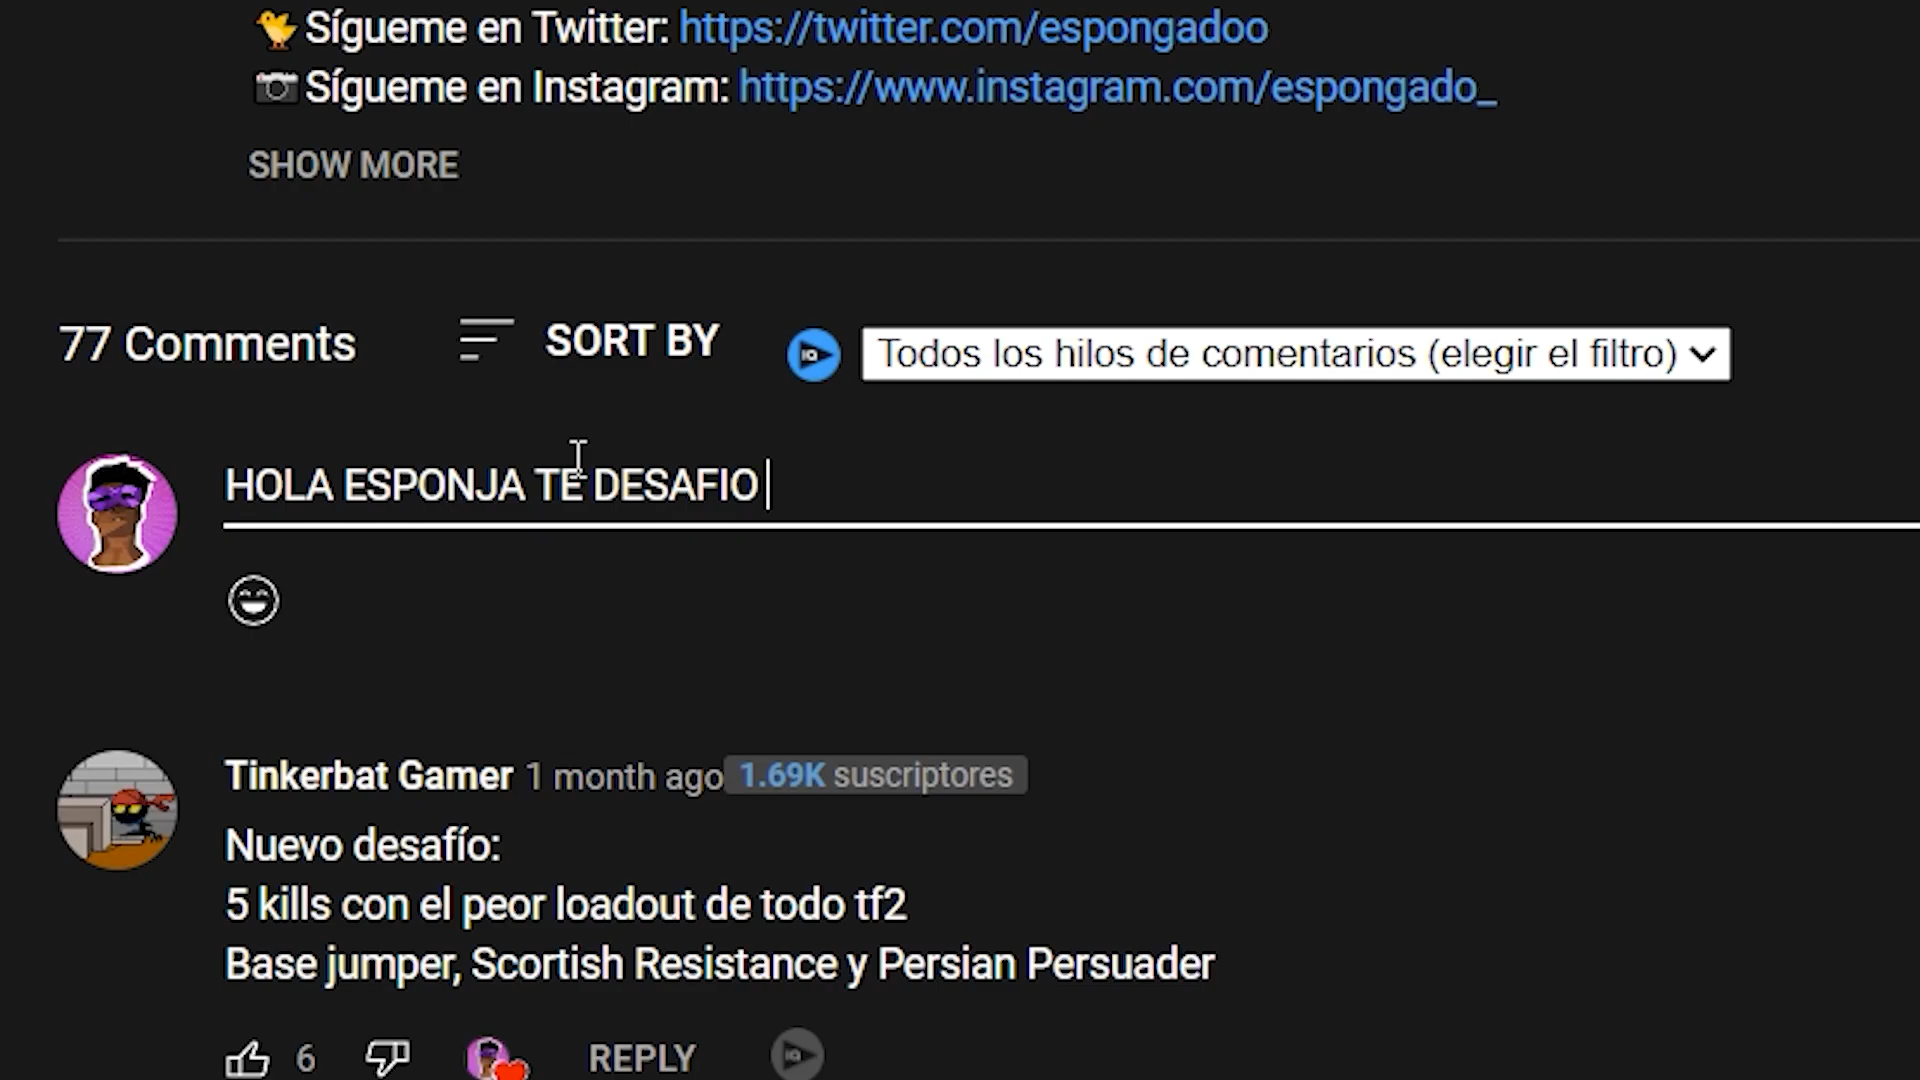 Sígueme en Twitter: https://twitter.com/espongadoo
Sígueme en Instagram: https://www.instagram.com/espongado_
SHOW MORE
77 Comments SORT BY IQ Todos los hilos de comentarios (elegir el filtro)
HOLA ESPONJA TE DESAFIO
Tinkerbat Gamer 1 month ago 1.69K suscriptores
Nuevo desafío:
5 kills con el peor loadout de todo tf2
Base jumper, Scortish Resistance y Persian Persuader
6 REPLY IQ